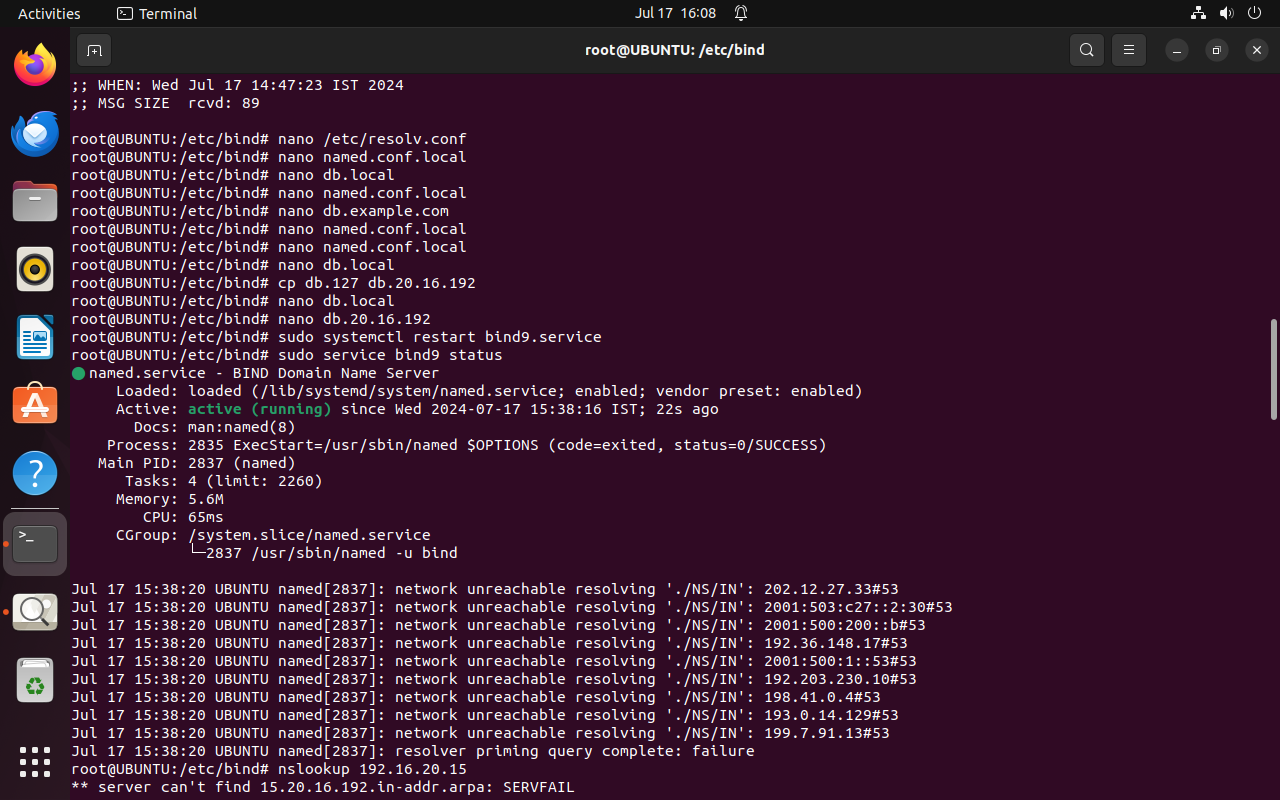 Activities
Terminal
Jul 17 16:08
root@UBUNTU: /etc/bind
;; WHEN: Wed Jul 17 14:47:23 IST 2024
;; MSG SIZE  rcvd: 89
root@UBUNTU:/etc/bind# nano /etc/resolv.conf
root@UBUNTU:/etc/bind# nano named.conf.local
root@UBUNTU:/etc/bind# nano db.local
root@UBUNTU:/etc/bind# nano named.conf.local
root@UBUNTU:/etc/bind# nano db.example.com
root@UBUNTU:/etc/bind# nano named.conf.local
root@UBUNTU:/etc/bind# nano named.conf.local
root@UBUNTU:/etc/bind# nano db.local
root@UBUNTU:/etc/bind# cp db.127 db.20.16.192
root@UBUNTU:/etc/bind# nano db.local
root@UBUNTU:/etc/bind# nano db.20.16.192
root@UBUNTU:/etc/bind# sudo systemctl restart bind9.service
root@UBUNTU:/etc/bind# sudo service bind9 status
● named.service - BIND Domain Name Server
     Loaded: loaded (/lib/systemd/system/named.service; enabled; vendor preset: enabled)
     Active: active (running) since Wed 2024-07-17 15:38:16 IST; 22s ago
       Docs: man:named(8)
    Process: 2835 ExecStart=/usr/sbin/named $OPTIONS (code=exited, status=0/SUCCESS)
   Main PID: 2837 (named)
      Tasks: 4 (limit: 2260)
     Memory: 5.6M
        CPU: 65ms
     CGroup: /system.slice/named.service
             └─2837 /usr/sbin/named -u bind
Jul 17 15:38:20 UBUNTU named[2837]: network unreachable resolving './NS/IN': 202.12.27.33#53
Jul 17 15:38:20 UBUNTU named[2837]: network unreachable resolving './NS/IN': 2001:503:c27::2:30#53
Jul 17 15:38:20 UBUNTU named[2837]: network unreachable resolving './NS/IN': 2001:500:200::b#53
Jul 17 15:38:20 UBUNTU named[2837]: network unreachable resolving './NS/IN': 192.36.148.17#53
Jul 17 15:38:20 UBUNTU named[2837]: network unreachable resolving './NS/IN': 2001:500:1::53#53
Jul 17 15:38:20 UBUNTU named[2837]: network unreachable resolving './NS/IN': 192.203.230.10#53
Jul 17 15:38:20 UBUNTU named[2837]: network unreachable resolving './NS/IN': 198.41.0.4#53
Jul 17 15:38:20 UBUNTU named[2837]: network unreachable resolving './NS/IN': 193.0.14.129#53
Jul 17 15:38:20 UBUNTU named[2837]: network unreachable resolving './NS/IN': 199.7.91.13#53
Jul 17 15:38:20 UBUNTU named[2837]: resolver priming query complete: failure
root@UBUNTU:/etc/bind# nslookup 192.16.20.15
** server can't find 15.20.16.192.in-addr.arpa: SERVFAIL